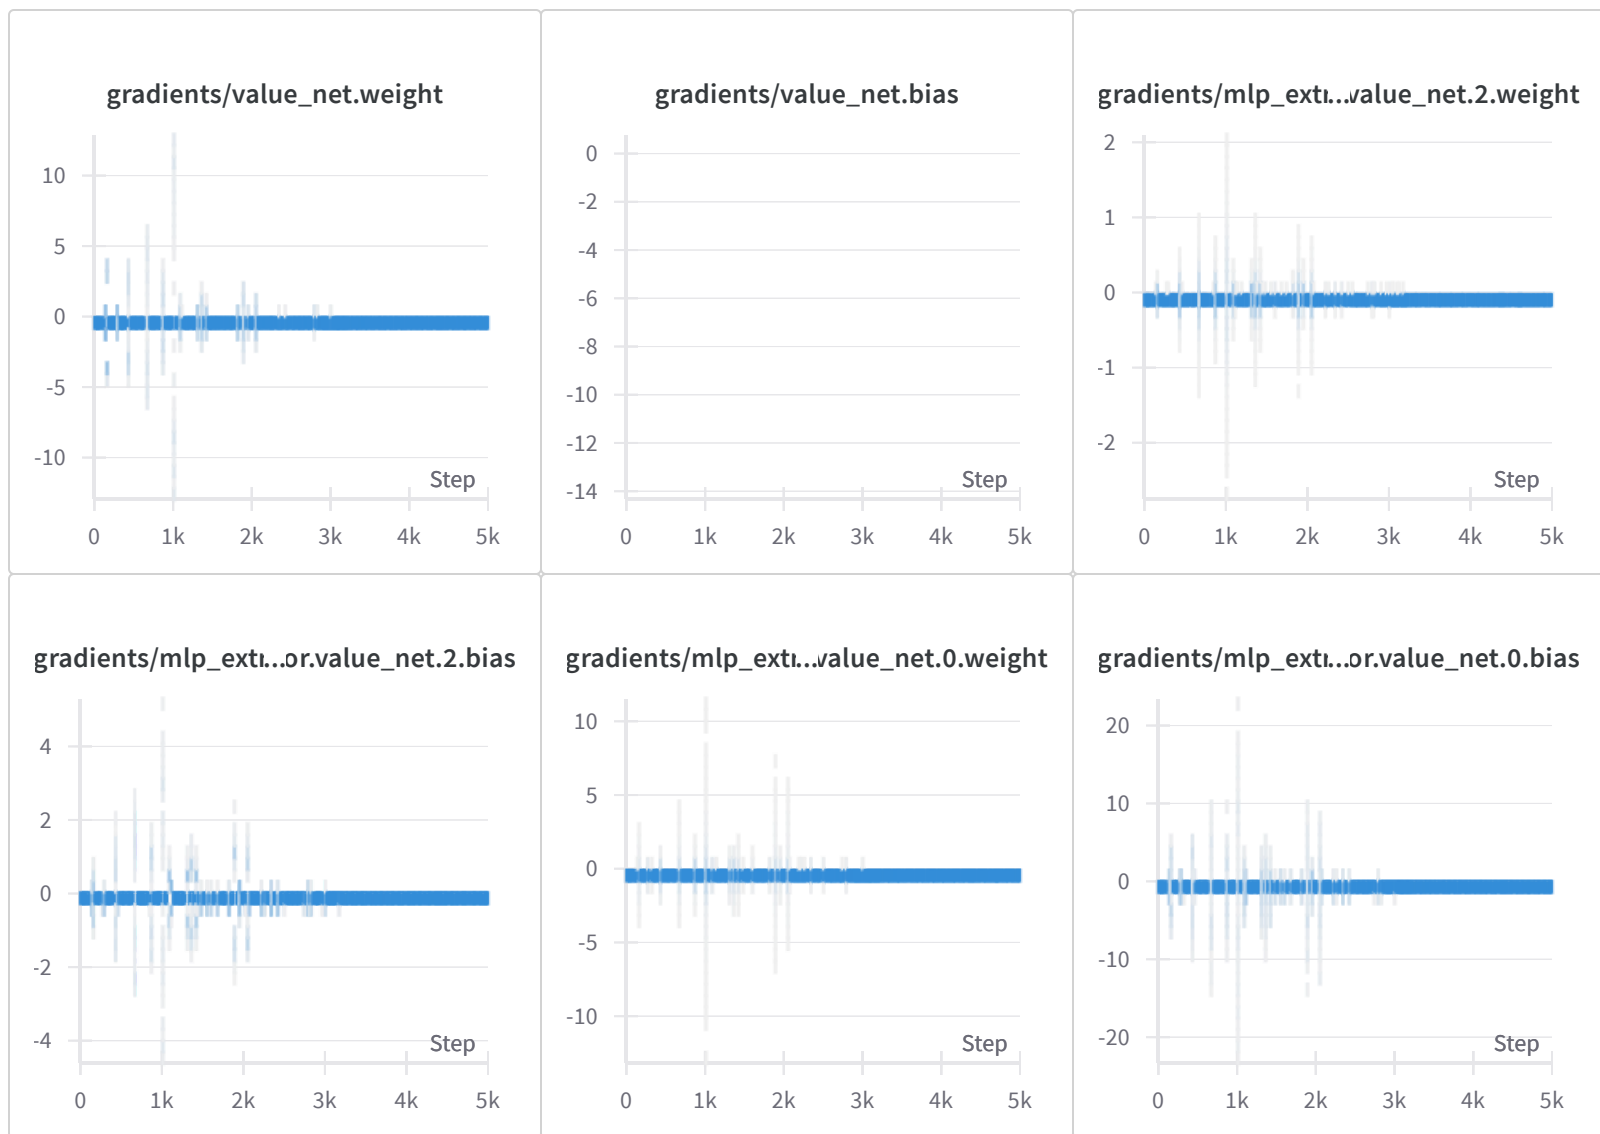 gradients/value_net.weight
10
5
0
-5
-10
Step
0 1k 2k 3k 4k 5k
gradients/value_net.bias
0
-2
-4
-6
-8
-10
-12
-14
Step
0 1k 2k 3k 4k 5k
gradients/mlp_extr...value_net.2.weight
2
1
0
-1
-2
Step
0 1k 2k 3k 4k 5k
gradients/mlp_extr...or.value_net.2.bias
4
2
0
-2
-4
Step
0 1k 2k 3k 4k 5k
gradients/mlp_extr...value_net.0.weight
10
5
0
-5
-10
Step
0 1k 2k 3k 4k 5k
gradients/mlp_extr...or.value_net.0.bias
20
10
0
-10
-20
Step
0 1k 2k 3k 4k 5k